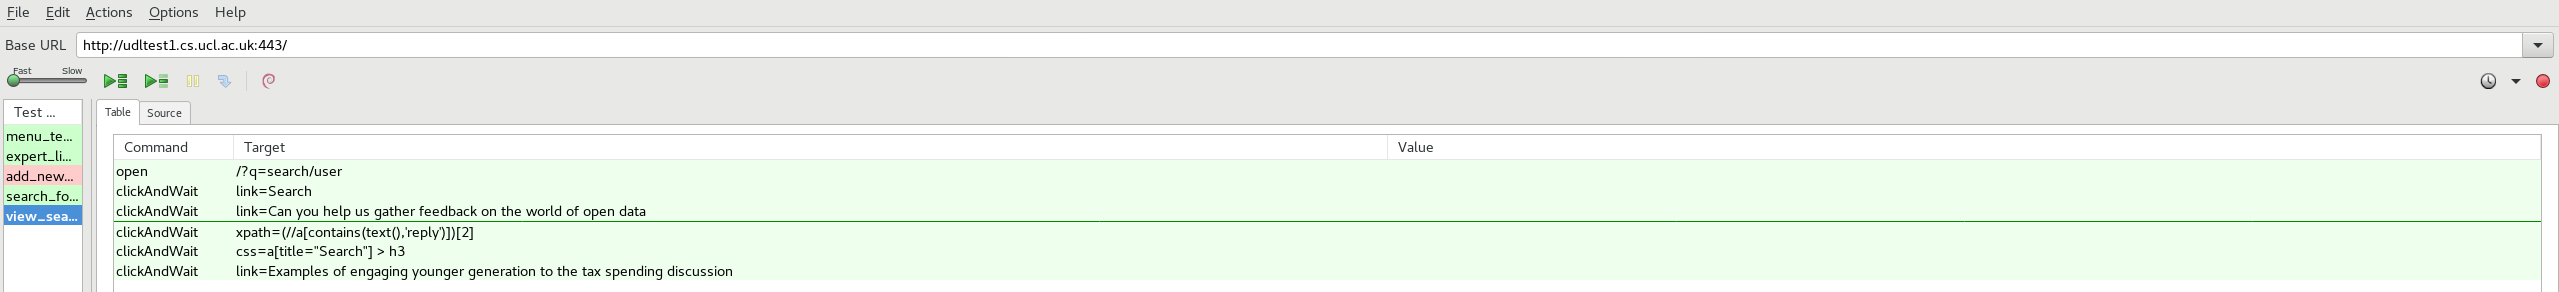 File Edit Actions Options Help
Base URL http://udltest1.cs.ucl.ac.uk:443/
Fast Slow
Test ... Table Source
menu_te...
expert_li...
add_new...
search_fo...
view_sea...
Command Target Value
open /?q=search/user
clickAndWait link=Search
clickAndWait link=Can you help us gather feedback on the world of open data
clickAndWait xpath=(//a[contains(text(),'reply')])[2]
clickAndWait css=a[title="Search"] > h3
clickAndWait link=Examples of engaging younger generation to the tax spending discussion